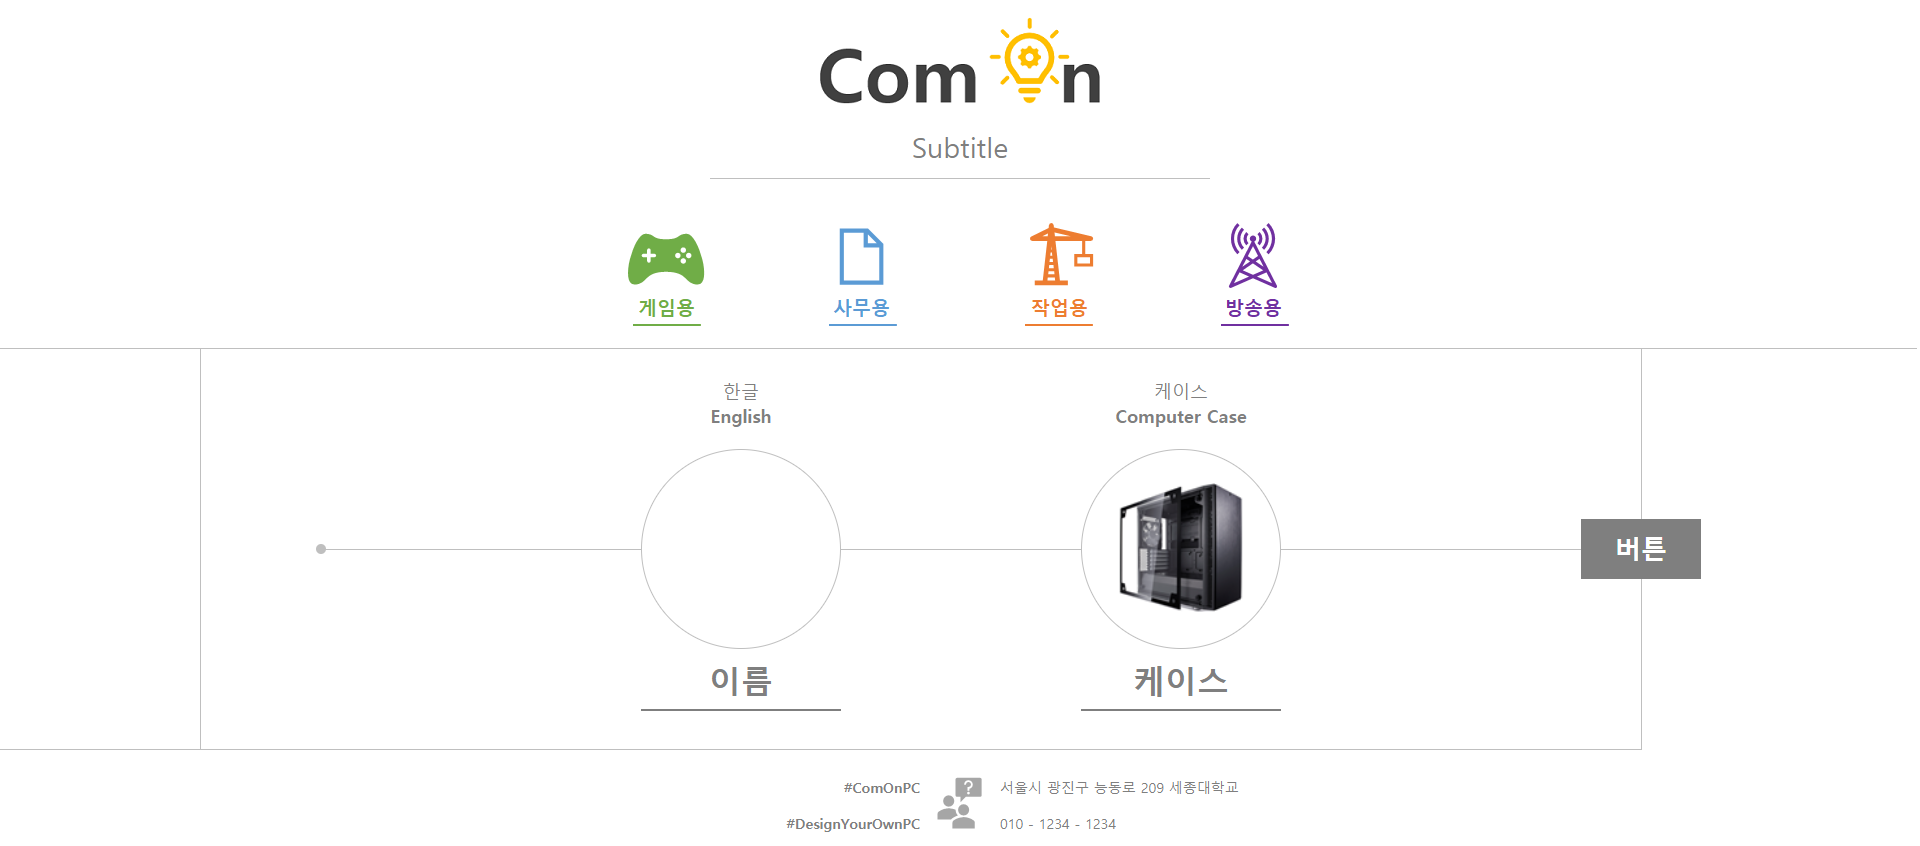 Com n
Subtitle
게임용
사무용
작업용
방송용
한글
English
케이스
Computer Case
버튼
이름
케이스
#ComOnPC
서울시 광진구 능동로 209 세종대학교
#DesignYourOwnPC
010 - 1234 - 1234